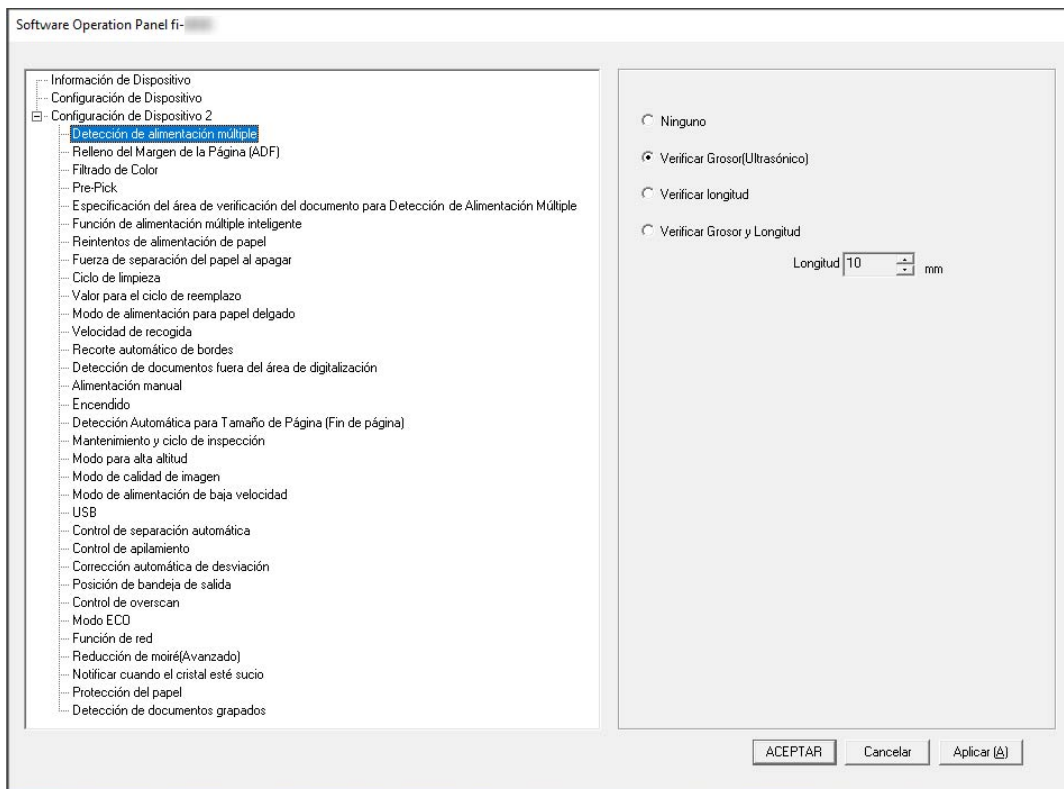 Software Operation Panel fi-
Información de Dispositivo
Configuración de Dispositivo
Configuración de Dispositivo 2
Detección de alimentación múltiple
Relleno del Margen de la Página (ADF)
Filtrado de Color
Pre-Pick
Especificación del área de verificación del documento para Detección de Alimentación Múltiple
Función de alimentación múltiple inteligente
Reintentos de alimentación de papel
Fuerza de separación del papel al apagar
Ciclo de limpieza
Valor para el ciclo de reemplazo
Modo de alimentación para papel delgado
Velocidad de recogida
Recorte automático de bordes
Detección de documentos fuera del área de digitalización
Alimentación manual
Encendido
Detección Automática para Tamaño de Página (Fin de página)
Mantenimiento y ciclo de inspección
Modo para alta altitud
Modo de calidad de imagen
Modo de alimentación de baja velocidad
USB
Control de separación automática
Control de apilamiento
Corrección automática de desviación
Posición de bandeja de salida
Control de overscan
Modo ECO
Función de red
Reducción de moiré(Avanzado)
Notificar cuando el cristal esté sucio
Protección del papel
Detección de documentos grapados
Ninguno
Verificar Grosor(Ultrasónico)
Verificar longitud
Verificar Grosor y Longitud
Longitud 10 mm
ACEPTAR Cancelar Aplicar (A)